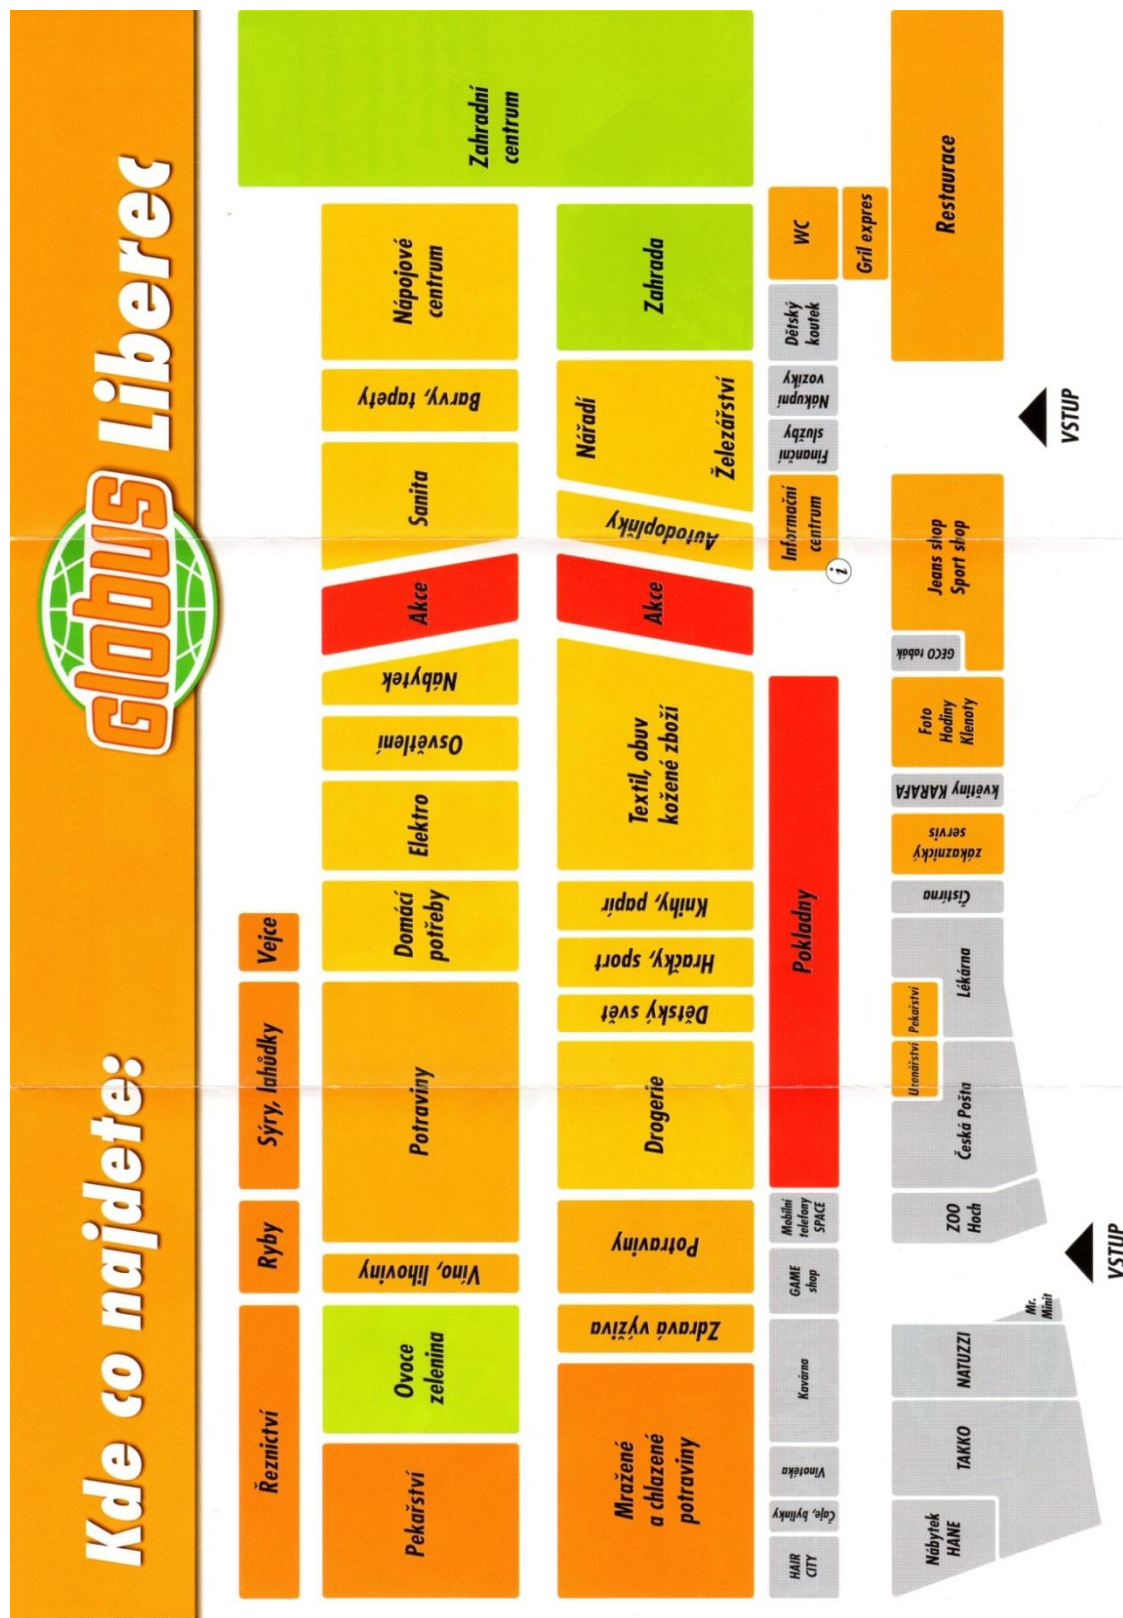 Kde co najdete:
Globus Liberec
Řeznictví
Ryby
Sýry, lahůdky
Vejce
Pekařství
Ovoce
zelenina
Víno, lihoviny
Potraviny
Domácí
potřeby
Elektro
Osvětlení
Nábytek
Akce
Sanita
Barvy, tapety
Nápojové
centrum
Zahradní
centrum
Mražené
a chlazené
potraviny
Zdravá výživa
Potraviny
Drogerie
Dětský svět
Hračky, sport
Knihy, papír
Textil, obuv
kožené zboží
Akce
Autodoplňky
Nářadí
Železářství
Zahrada
HAIR
CITY
Čaje, bylinky
Vinotéka
Kavárna
GAME
shop
Mobilní
telefony
SPACE
Pokladny
i
Informační
centrum
Finanční
služby
Nákupní
vozíky
Dětský
koutek
WC
Gril expres
Nábytek
HANE
TAKKO
NATUZZI
Mr.
Minit
VSTUP
ZOO
Hoch
Česká Pošta
Uzenářství
Pekařství
Lékárna
Čistírna
zákaznický
servis
květiny KARAFA
Foto
Hodiny
Klenoty
GECO tabák
Jeans shop
Sport shop
VSTUP
Restaurace